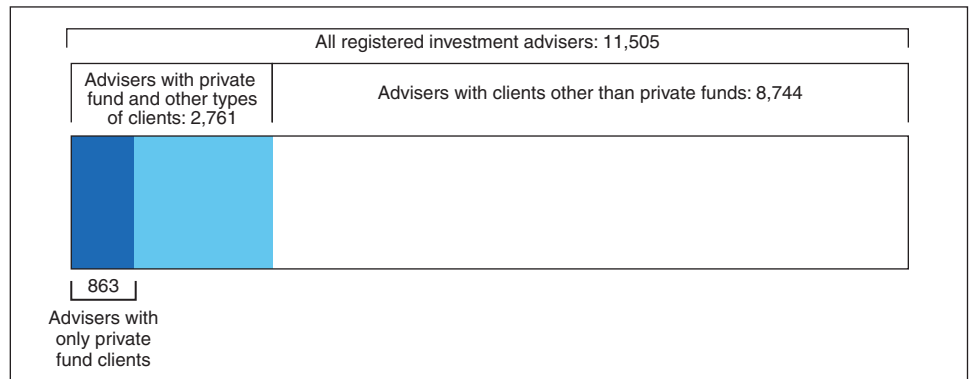 All registered investment advisers: 11,505
Advisers with private
fund and other types
of clients: 2,761
Advisers with clients other than private funds: 8,744
863
Advisers with
only private
fund clients